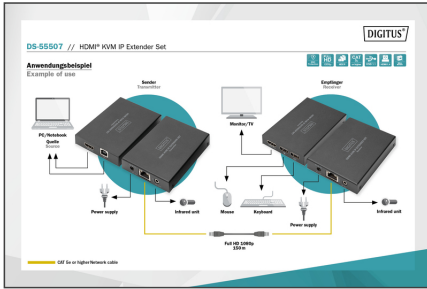 DIGITUS®
DS-55507 // HDMI® KVM IP Extender Set
Anwendungsbeispiel
Example of use
Sender
Transmitter
Empfänger
Receiver
PC/Notebook
Quelle
Source
Monitor/TV
Power supply
Infrared unit
Mouse
Keyboard
Power supply
Infrared unit
Full HD 1080p
150 m
CAT 5e or higher Network cable